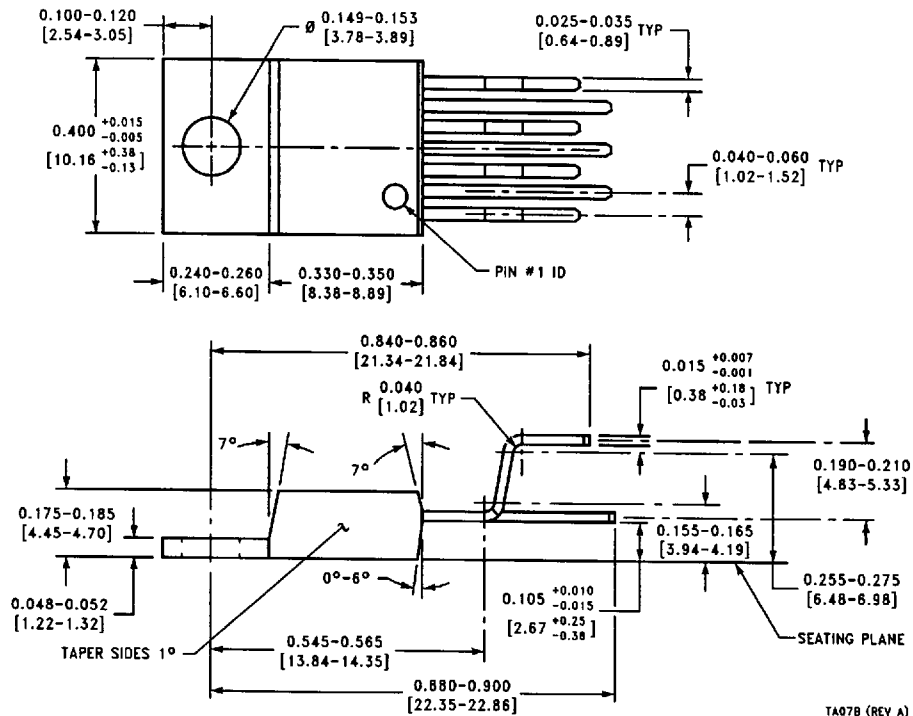 0.100-0.120
[2.54-3.05]
Ø 0.149-0.153
[3.78-3.89]
0.025-0.035 TYP
[0.64-0.89]
0.400 +0.015 -0.005
[10.16 +0.38 -0.13]
0.040-0.060 TYP
[1.02-1.52]
PIN #1 ID
0.240-0.260
[6.10-6.60]
0.330-0.350
[8.38-8.89]
0.840-0.860
[21.34-21.84]
0.015 +0.007 -0.001 TYP
[0.38 +0.18 -0.03]
R 0.040 TYP
[1.02]
7°
7°
0.190-0.210
[4.83-5.33]
0.175-0.185
[4.45-4.70]
0.155-0.165
[3.94-4.19]
0°-6°
0.048-0.052
[1.22-1.32]
0.105 +0.010 -0.015
[2.67 +0.25 -0.38]
0.255-0.275
[6.48-6.98]
TAPER SIDES 1°
0.545-0.565
[13.84-14.35]
SEATING PLANE
0.880-0.900
[22.35-22.86]
TA07B (REV A)